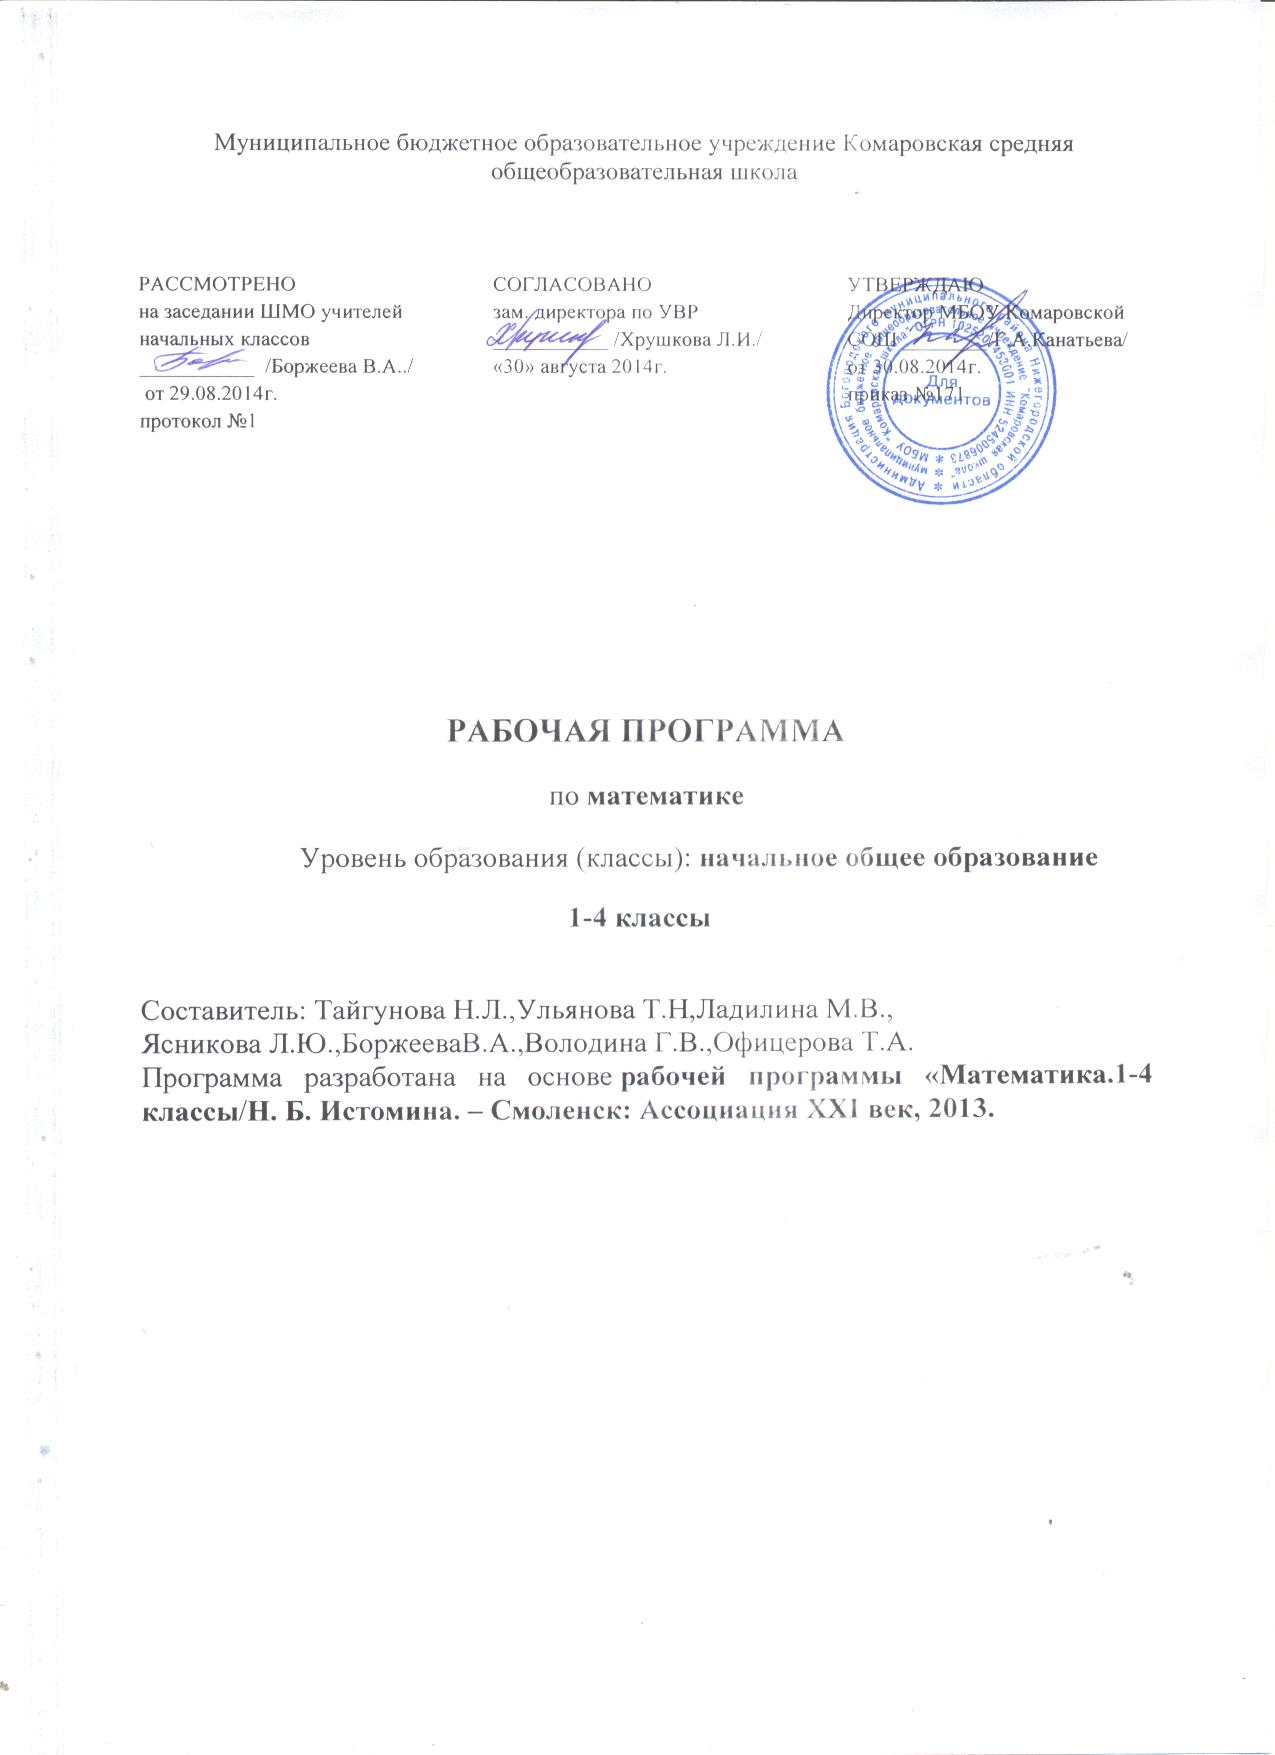 Муниципальное бюджетное образовательное учреждение Комаровская средняя
общеобразовательная школа
РАССМОТРЕНО
на заседании ШМО учителей
начальных классов
____________ /Боржеева В.А../
от 29.08.2014г.
протокол №1
СОГЛАСОВАНО
зам. директора по УВР
____________ /Хрушкова Л.И./
«30» августа 2014г.
УТВЕРЖДАЮ
Директор МБОУ Комаровской
СОШ Канатьева/
от 30.08.2014г.
приказ №171
Для
документов
РАБОЧАЯ ПРОГРАММА
по математике
Уровень образования (классы): начальное общее образование
1-4 классы
Составитель: Тайгунова Н.Л.,Ульянова Т.Н,Ладилина М.В.,
Ясникова Л.Ю.,БоржееваВ.А.,Володина Г.В.,Офицерова Т.А.
Программа разработана на основе рабочей программы «Математика.1-4
классы/Н. Б. Истомина. – Смоленск: Ассоциация XXI век, 2013.